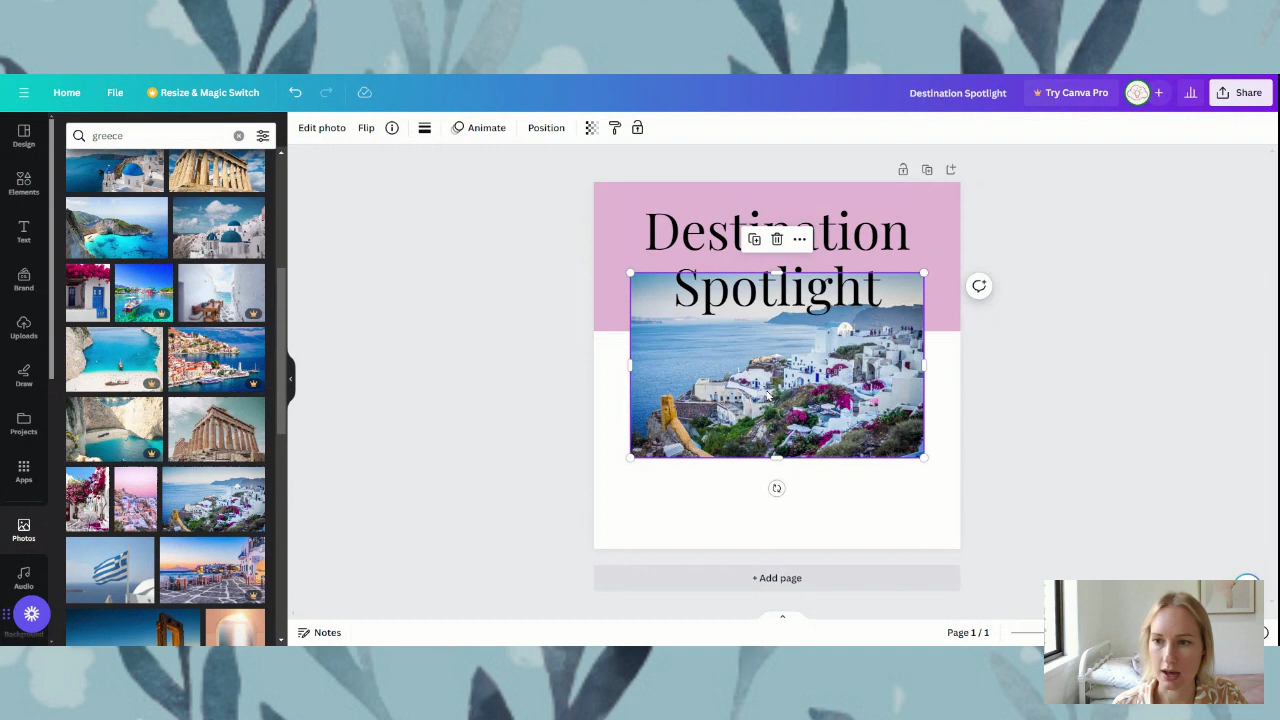 Home File Resize & Magic Switch Destination Spotlight Try Canva Pro + Share
Design
Elements
Text
Brand
Uploads
Draw
Projects
Apps
Photos
Audio
greece
Edit photo Flip Animate Position
Destination
Spotlight
+ Add page
Notes Page 1 / 1